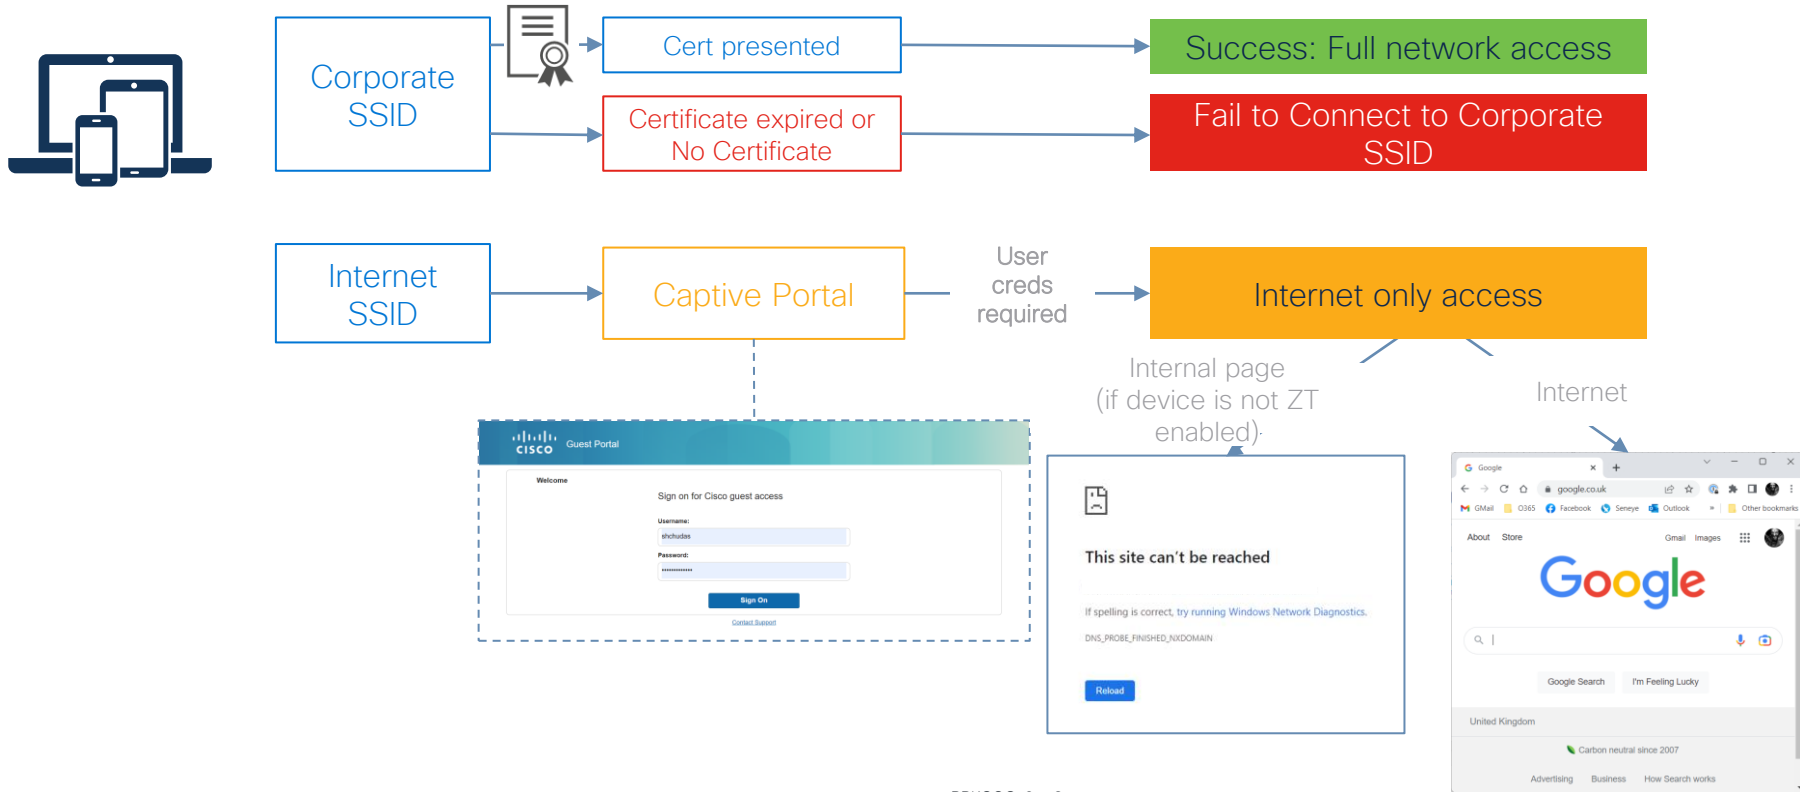 Corporate
SSID
Cert presented
Success: Full network access
Certificate expired or
No Certificate
Fail to Connect to Corporate
SSID
Internet
SSID
Captive Portal
User
creds
required
Internet only access
Internal page
(if device is not ZT
enabled)
Internet
CISCO
Guest Portal
Welcome
Sign on for Cisco guest access
Username:
shchudas
Password:
•••••••••••••
Sign On
Contact Support
This site can't be reached
If spelling is correct, try running Windows Network Diagnostics.
DNS_PROBE_FINISHED_NXDOMAIN
Reload
Google
google.co.uk
GMail O365 Facebook Seneye Outlook » Other bookmarks
About Store Gmail Images
Google
Google Search I'm Feeling Lucky
United Kingdom
Carbon neutral since 2007
Advertising Business How Search works